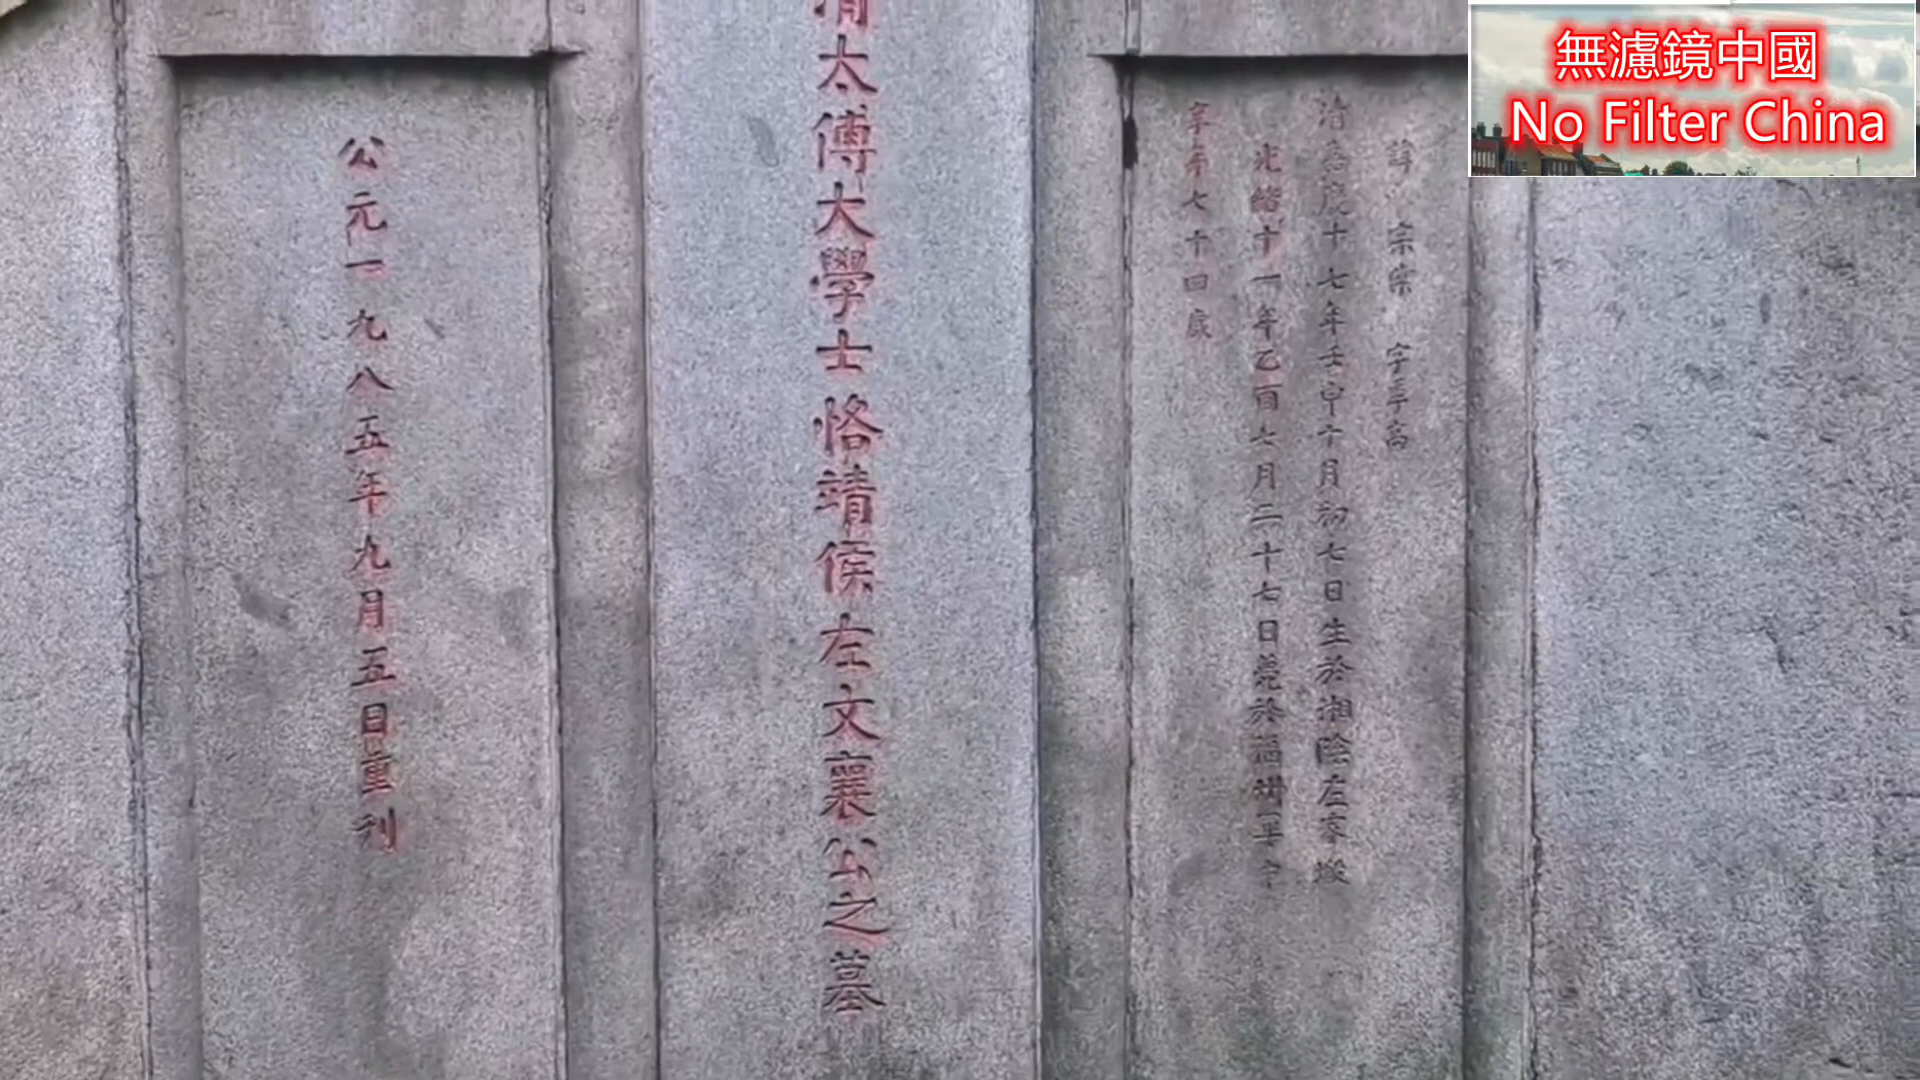 諱 宗棠 字季高
清嘉慶十七年壬申十月初七日生於湘陰左家塅
光緒十一年乙酉七月二十七日薨於福州
享年七十四歲
清太傅大學士恪靖侯左文襄公之墓
公元一九八五年九月五日重刊
無濾鏡中國
No Filter China